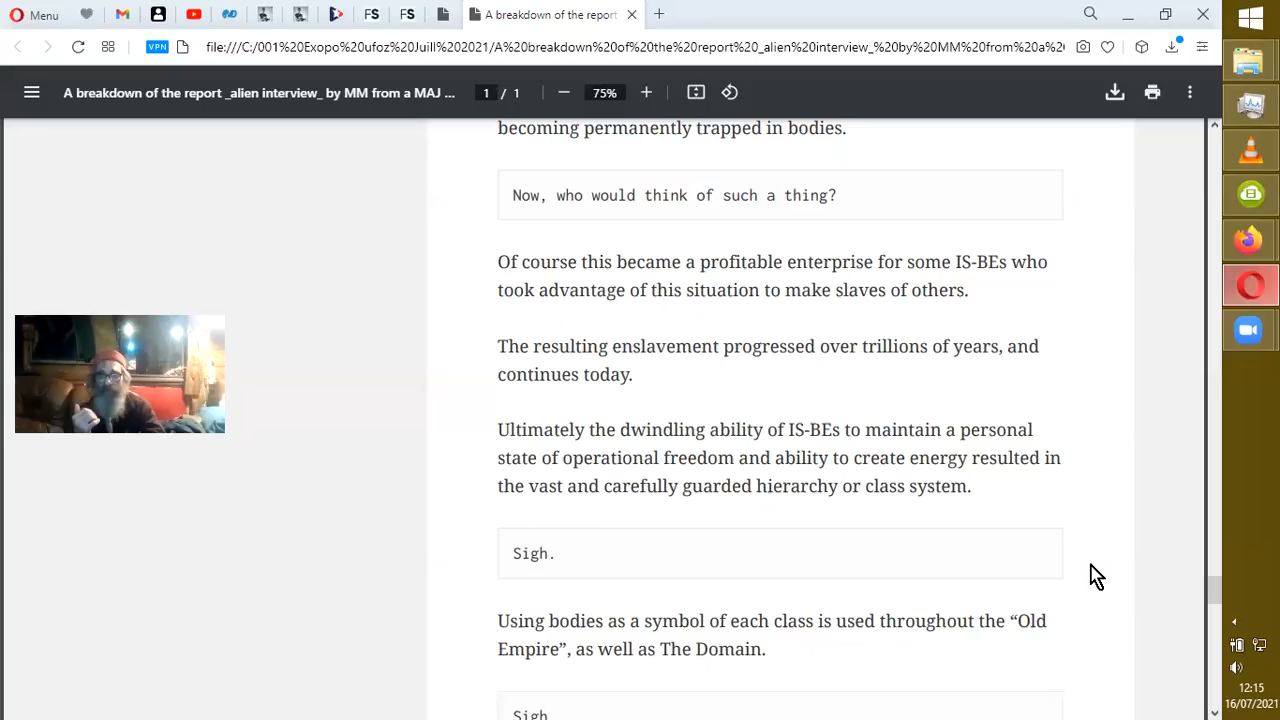 Menu
FS
FS
A breakdown of the report
VPN
file:///C:/001%20Exopo%20ufoz%20Juill%202021/A%20breakdown%20of%20the%20report%20_alien%20interview_%20by%20MM%20from%20a%20
A breakdown of the report _alien interview_ by MM from a MAJ ...
1 / 1
75%
becoming permanently trapped in bodies.
Now, who would think of such a thing?
Of course this became a profitable enterprise for some IS-BEs who
took advantage of this situation to make slaves of others.
The resulting enslavement progressed over trillions of years, and
continues today.
Ultimately the dwindling ability of IS-BEs to maintain a personal
state of operational freedom and ability to create energy resulted in
the vast and carefully guarded hierarchy or class system.
Sigh.
Using bodies as a symbol of each class is used throughout the “Old
Empire”, as well as The Domain.
Sigh
12:15
16/07/2021